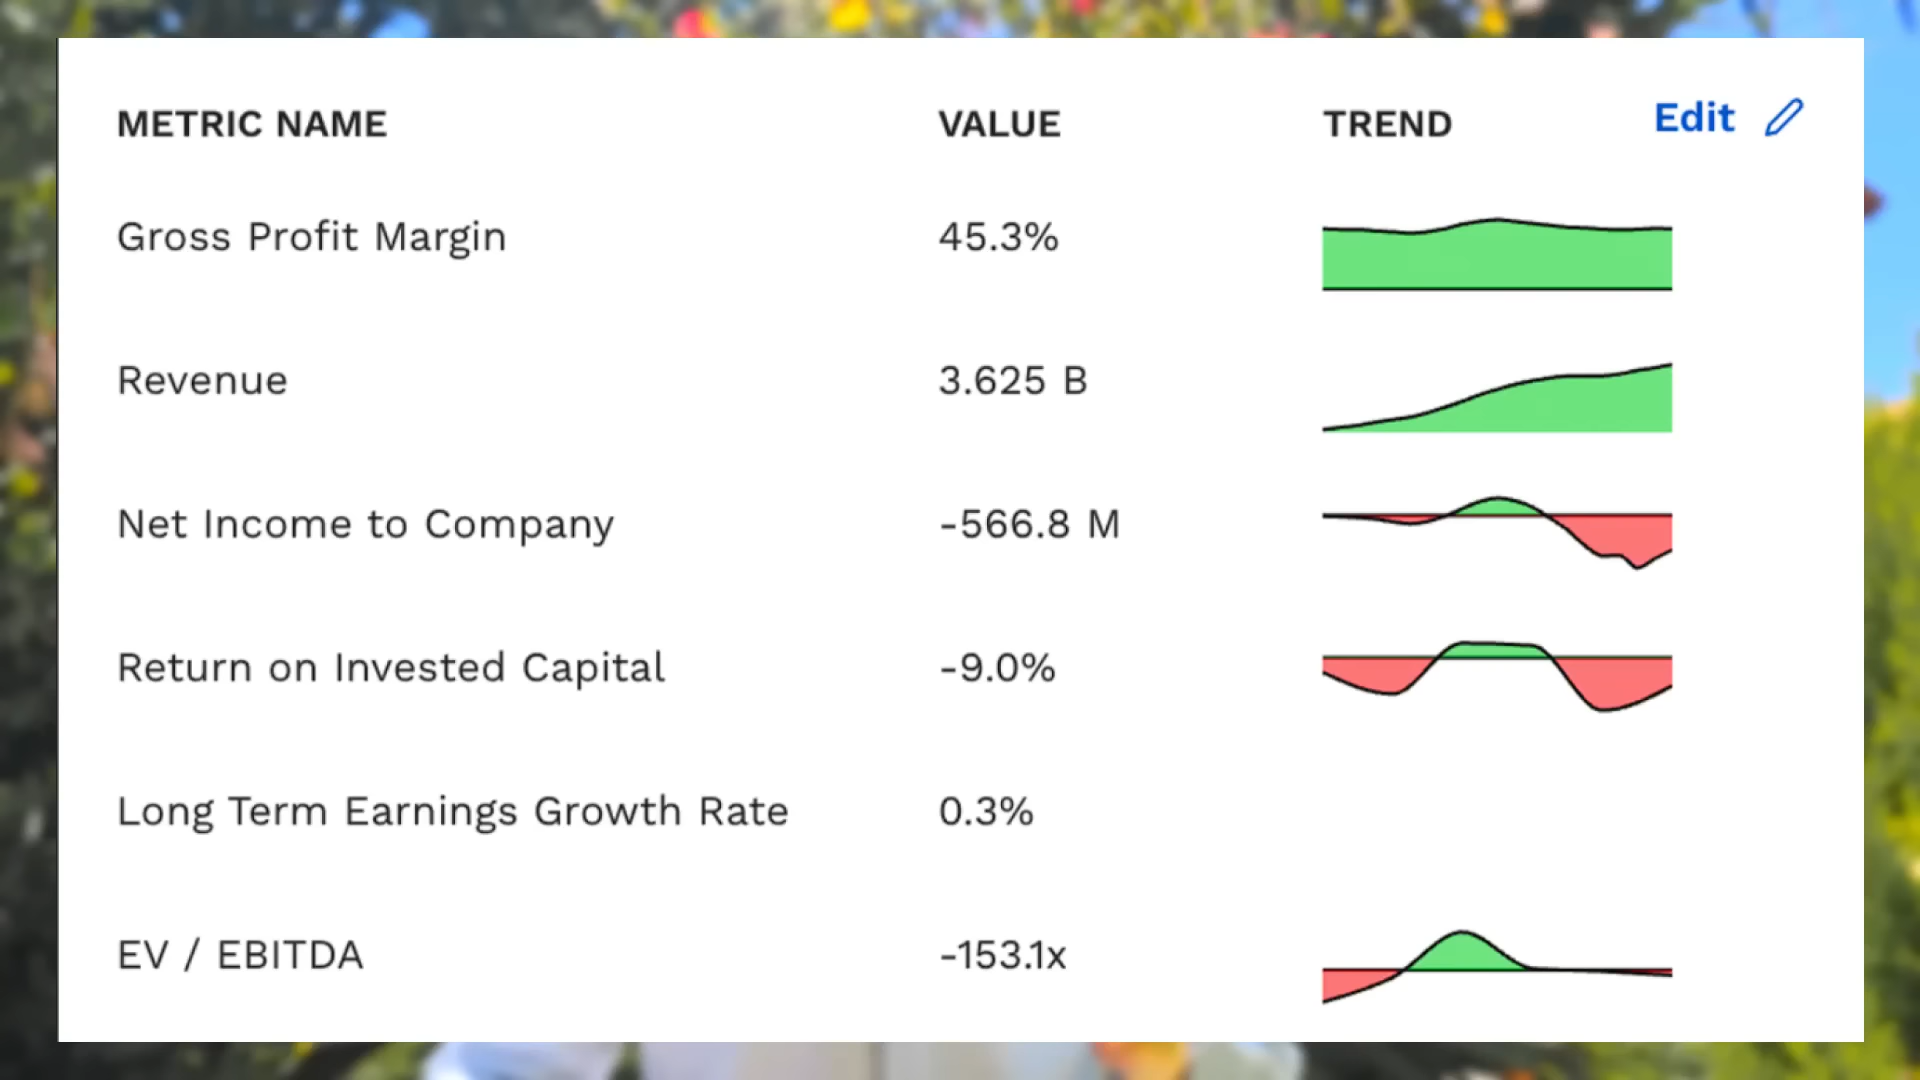 METRIC NAME VALUE TREND Edit
Gross Profit Margin 45.3%
Revenue 3.625 B
Net Income to Company -566.8 M
Return on Invested Capital -9.0%
Long Term Earnings Growth Rate 0.3%
EV / EBITDA -153.1x